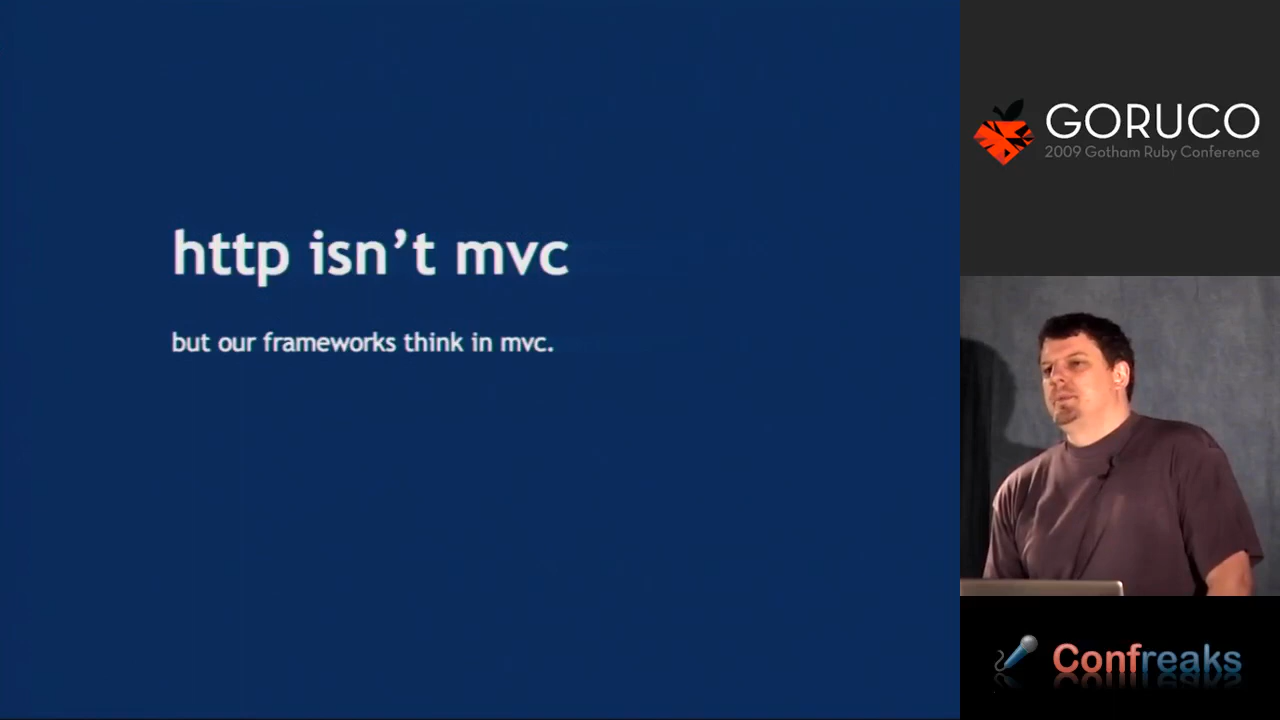 http isn’t mvc
but our frameworks think in mvc.
GORUCO
2009 Gotham Ruby Conference
Confreaks